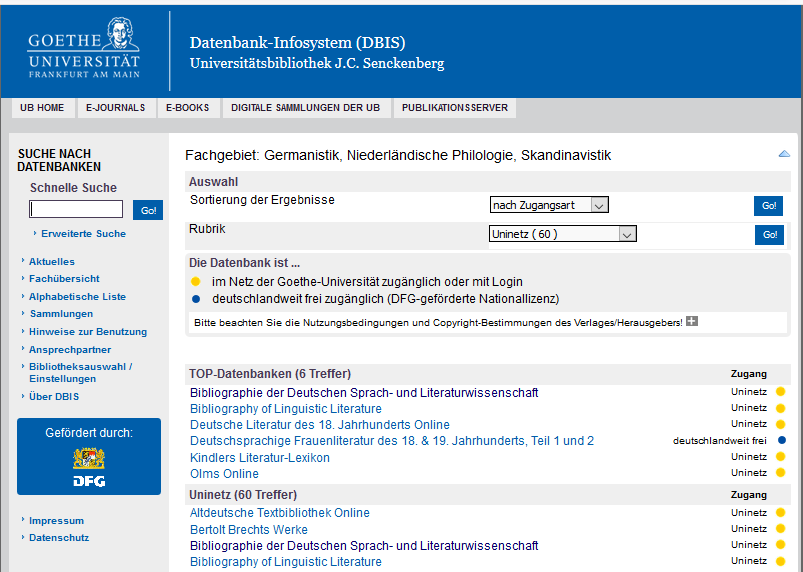 GOETHE
UNIVERSITÄT
FRANKFURT AM MAIN
Datenbank-Infosystem (DBIS)
Universitätsbibliothek J.C. Senckenberg
UB HOME E-JOURNALS E-BOOKS DIGITALE SAMMLUNGEN DER UB PUBLIKATIONSSERVER
SUCHE NACH
DATENBANKEN
Schnelle Suche
Go!
Erweiterte Suche
Aktuelles
Fachübersicht
Alphabetische Liste
Sammlungen
Hinweise zur Benutzung
Ansprechpartner
Bibliotheksauswahl /
Einstellungen
Über DBIS
Gefördert durch:
DFG
Impressum
Datenschutz
Fachgebiet: Germanistik, Niederländische Philologie, Skandinavistik
Auswahl
Sortierung der Ergebnisse nach Zugangsart Go!
Rubrik Uninetz ( 60 ) Go!
Die Datenbank ist ...
im Netz der Goethe-Universität zugänglich oder mit Login
deutschlandweit frei zugänglich (DFG-geförderte Nationallizenz)
Bitte beachten Sie die Nutzungsbedingungen und Copyright-Bestimmungen des Verlages/Herausgebers!
TOP-Datenbanken (6 Treffer) Zugang
Bibliographie der Deutschen Sprach- und Literaturwissenschaft Uninetz
Bibliography of Linguistic Literature Uninetz
Deutsche Literatur des 18. Jahrhunderts Online Uninetz
Deutschsprachige Frauenliteratur des 18. & 19. Jahrhunderts, Teil 1 und 2 deutschlandweit frei
Kindlers Literatur-Lexikon Uninetz
Olms Online Uninetz
Uninetz (60 Treffer) Zugang
Altdeutsche Textbibliothek Online Uninetz
Bertolt Brechts Werke Uninetz
Bibliographie der Deutschen Sprach- und Literaturwissenschaft Uninetz
Bibliography of Linguistic Literature Uninetz